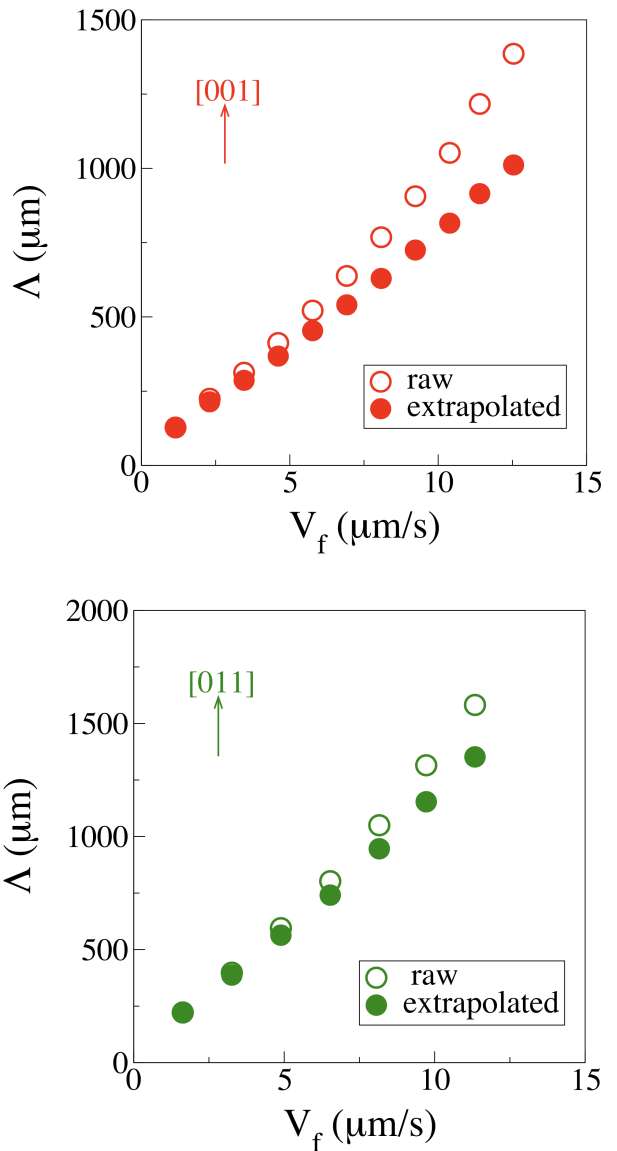 1500
[001]
1000
Λ (μm)
500
raw
extrapolated
0
0 5 10 15
V_f (μm/s)
2000
[011]
1500
Λ (μm)
1000
500
raw
extrapolated
0
0 5 10 15
V_f (μm/s)